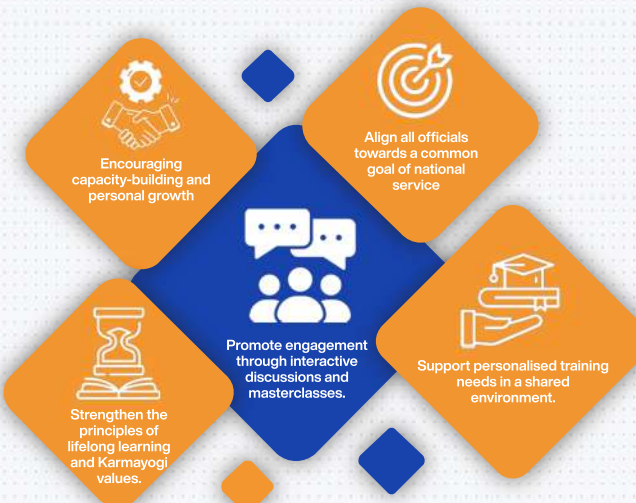 Encouraging
capacity-building and
personal growth
Align all officials
towards a common
goal of national
service
Promote engagement
through interactive
discussions and
masterclasses.
Support personalised training
needs in a shared
environment.
Strengthen the
principles of
lifelong learning
and Karmayogi
values.